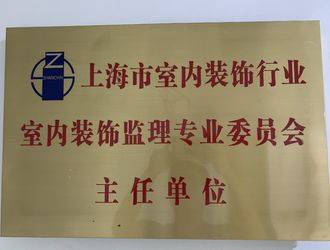 上海市室内装饰行业
室内装饰监理专业委员会
主任单位